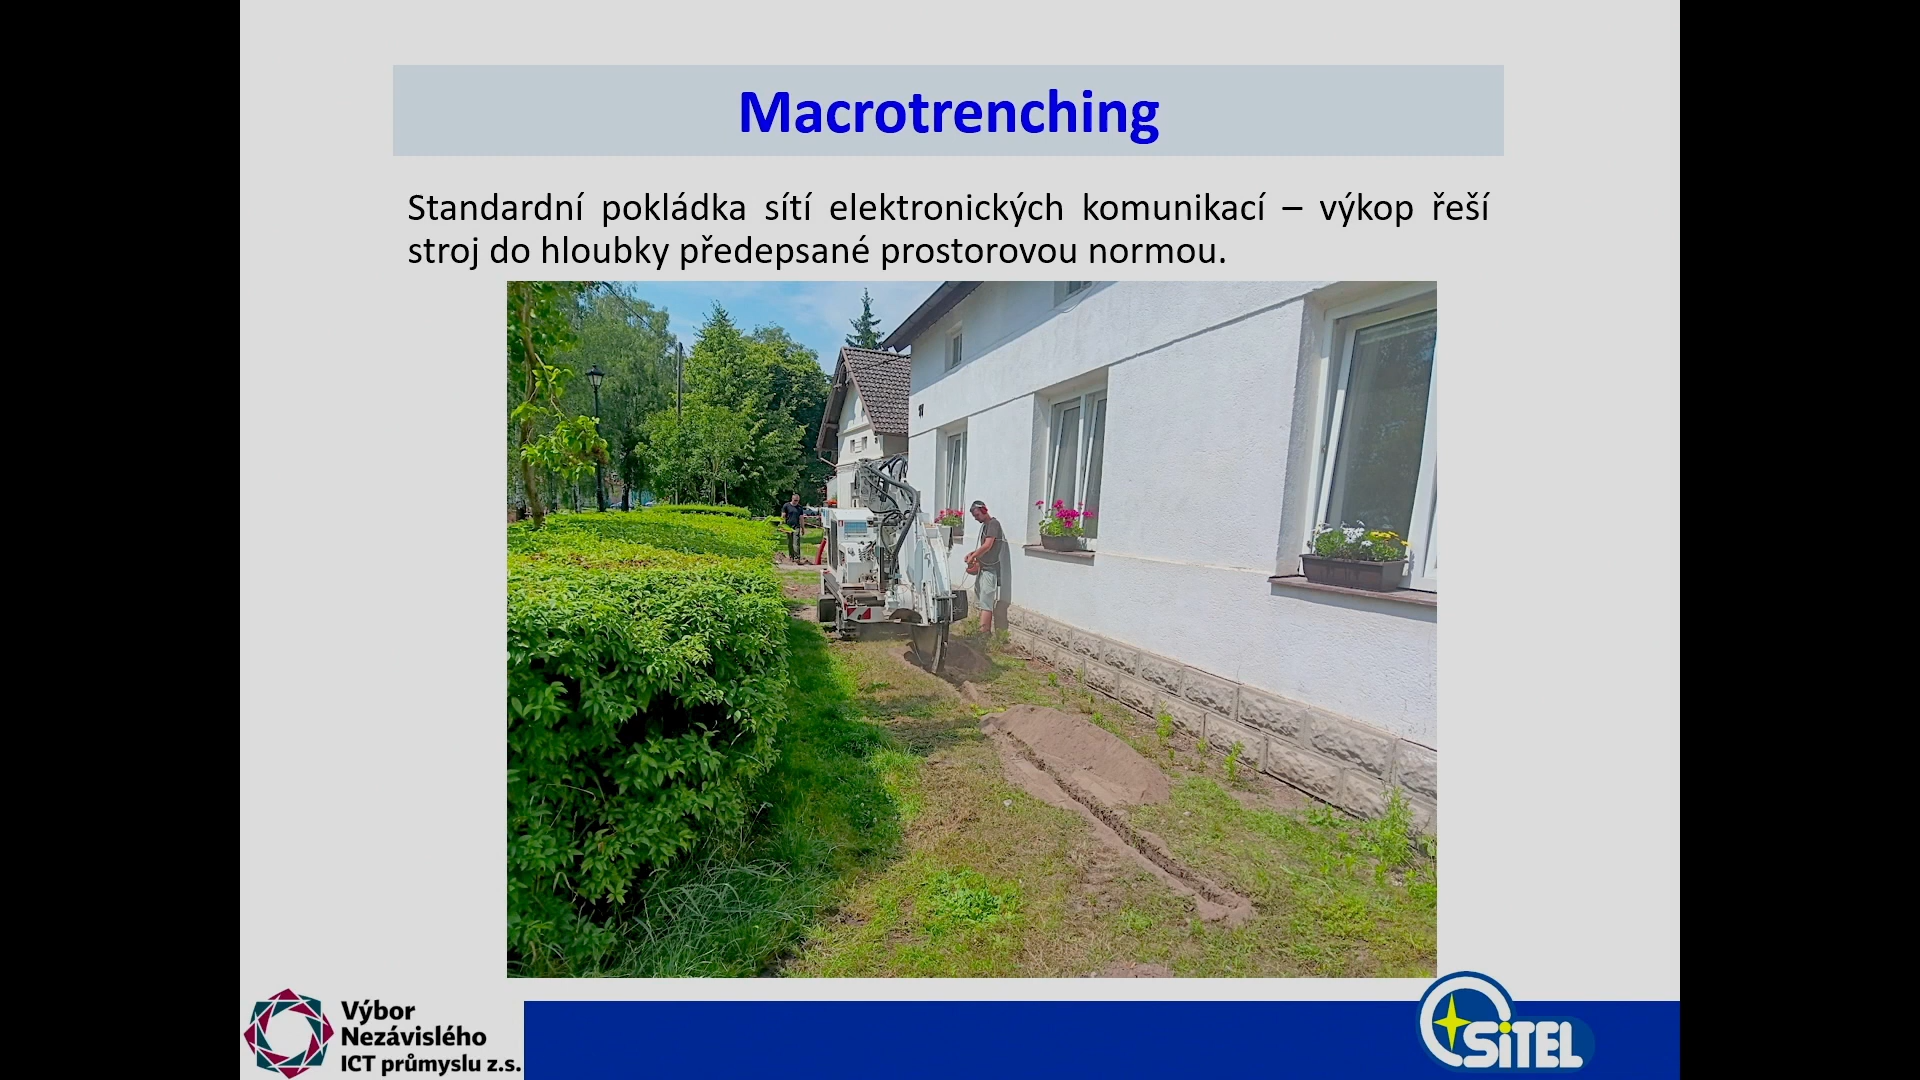 Macrotrenching
Standardní pokládka sítí elektronických komunikací – výkop řeší
stroj do hloubky předepsané prostorovou normou.
Výbor
Nezávislého
ICT průmyslu z.s.
SiTEL